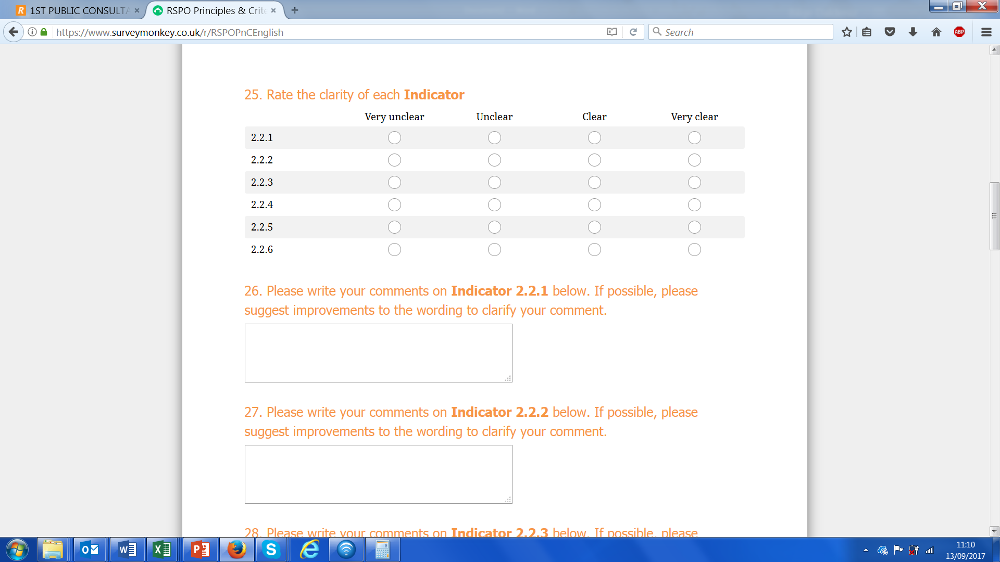 1ST PUBLIC CONSULTA
RSPO Principles & Crite
https://www.surveymonkey.co.uk/r/RSPOPnCEnglish
Search
ABP
25. Rate the clarity of each Indicator
Very unclear Unclear Clear Very clear
2.2.1
2.2.2
2.2.3
2.2.4
2.2.5
2.2.6
26. Please write your comments on Indicator 2.2.1 below. If possible, please
suggest improvements to the wording to clarify your comment.
27. Please write your comments on Indicator 2.2.2 below. If possible, please
suggest improvements to the wording to clarify your comment.
28. Please write your comments on Indicator 2.2.3 below. If possible, please
11:10
13/09/2017